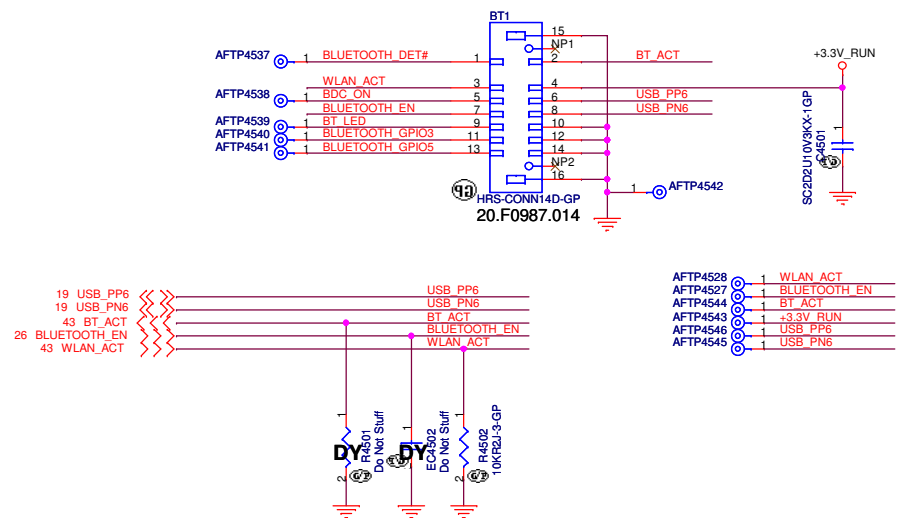 BT1
15
NP1
AFTP4537 1 BLUETOOTH_DET# 1 2 BT_ACT
+3.3V_RUN
WLAN_ACT 3 4
AFTP4538 1 BDC_ON 5 6 USB_PP6
BLUETOOTH_EN 7 8 USB_PN6
AFTP4539 1 BT_LED 9 10
AFTP4540 1 BLUETOOTH_GPIO3 11 12
AFTP4541 1 BLUETOOTH_GPIO5 13 14
NP2
16
1 AFTP4542
HRS-CONN14D-GP
20.F0987.014
1
SC2D2U10V3KX-1GP
19 USB_PP6 USB_PP6
19 USB_PN6 USB_PN6
43 BT_ACT BT_ACT
26 BLUETOOTH_EN BLUETOOTH_EN
43 WLAN_ACT WLAN_ACT
AFTP4528 1 WLAN_ACT
AFTP4527 1 BLUETOOTH_EN
AFTP4544 1 BT_ACT
AFTP4543 1 +3.3V_RUN
AFTP4546 1 USB_PP6
AFTP4545 1 USB_PN6
1 1 1
DY
R4501
Do Not Stuff
DY
EC4502
Do Not Stuff
R4502
10KR2J-3-GP
2 2